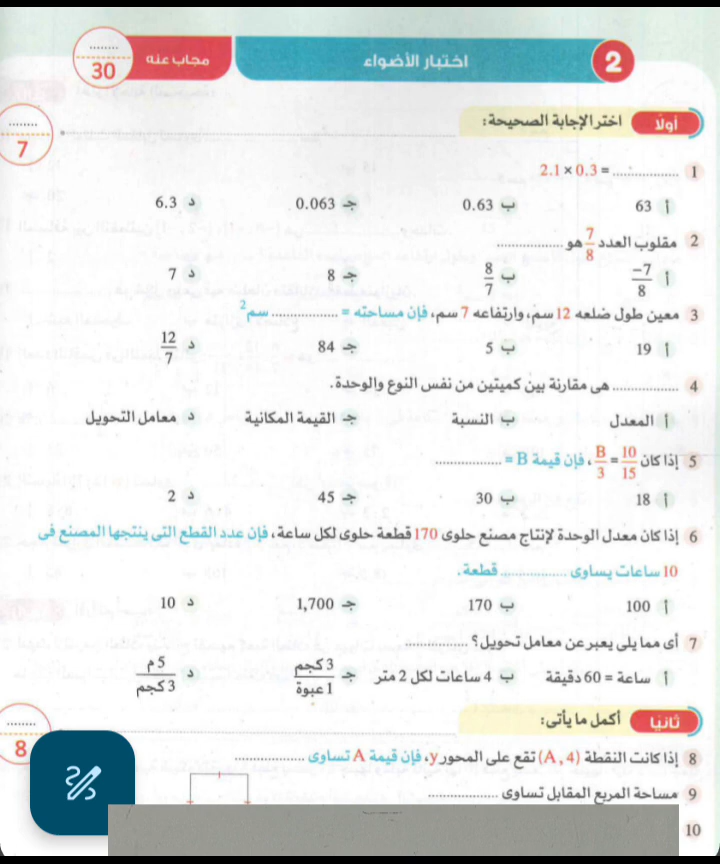 2 اختبار الأضواء مجاب عنه ........ 30
أولًا اختر الإجابة الصحيحة: ........ 7
1 ............ = 2.1 × 0.3
أ 63 ب 0.63 جـ 0.063 د 6.3
2 مقلوب العدد 7/8 هو ............
أ -7/8 ب 8/7 جـ 8 د 7
3 معين طول ضلعه 12 سم، وارتفاعه 7 سم، فإن مساحته = ............ سم²
أ 19 ب 5 جـ 84 د 12/7
4 ............ هى مقارنة بين كميتين من نفس النوع والوحدة.
أ المعدل ب النسبة جـ القيمة المكانية د معامل التحويل
5 إذا كان 10/15 = B/3، فإن قيمة B = ............
أ 18 ب 30 جـ 45 د 2
6 إذا كان معدل الوحدة لإنتاج مصنع حلوى 170 قطعة حلوى لكل ساعة، فإن عدد القطع التى ينتجها المصنع فى
10 ساعات يساوى ............ قطعة.
أ 100 ب 170 جـ 1,700 د 10
7 أى مما يلى يعبر عن معامل تحويل؟
أ ساعة = 60 دقيقة ب 4 ساعات لكل 2 متر جـ 3 كجم/1 عبوة د 5 م/3 كجم
ثانيًا أكمل ما يأتى: ........ 8
8 إذا كانت النقطة (A , 4) تقع على المحور y، فإن قيمة A تساوى
9 مساحة المربع المقابل تساوى ............
10